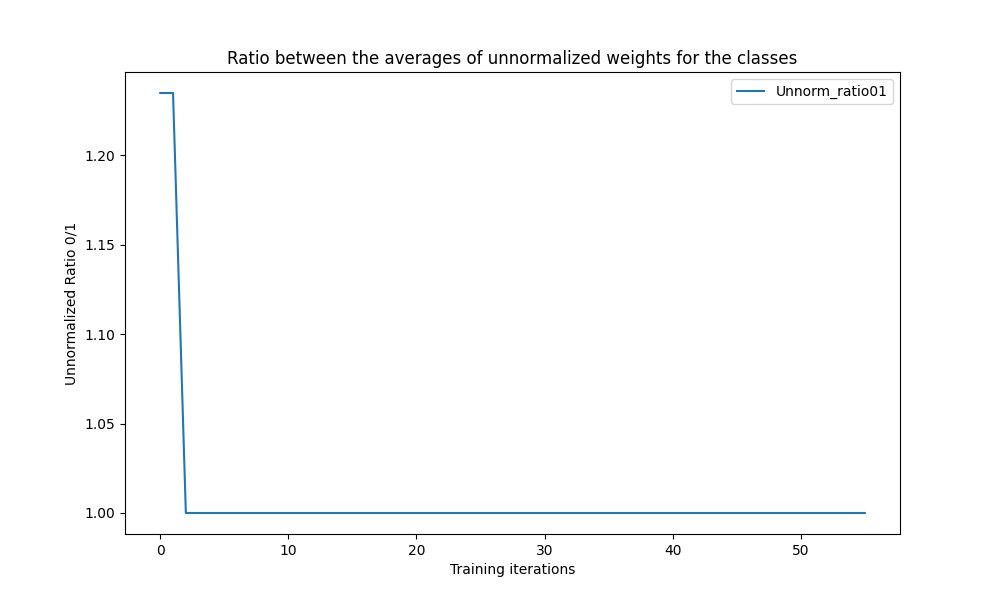 Ratio between the averages of unnormalized weights for the classes
Unnorm_ratio01
Unnormalized Ratio 0/1
1.20
1.15
1.10
1.05
1.00
0 10 20 30 40 50
Training iterations